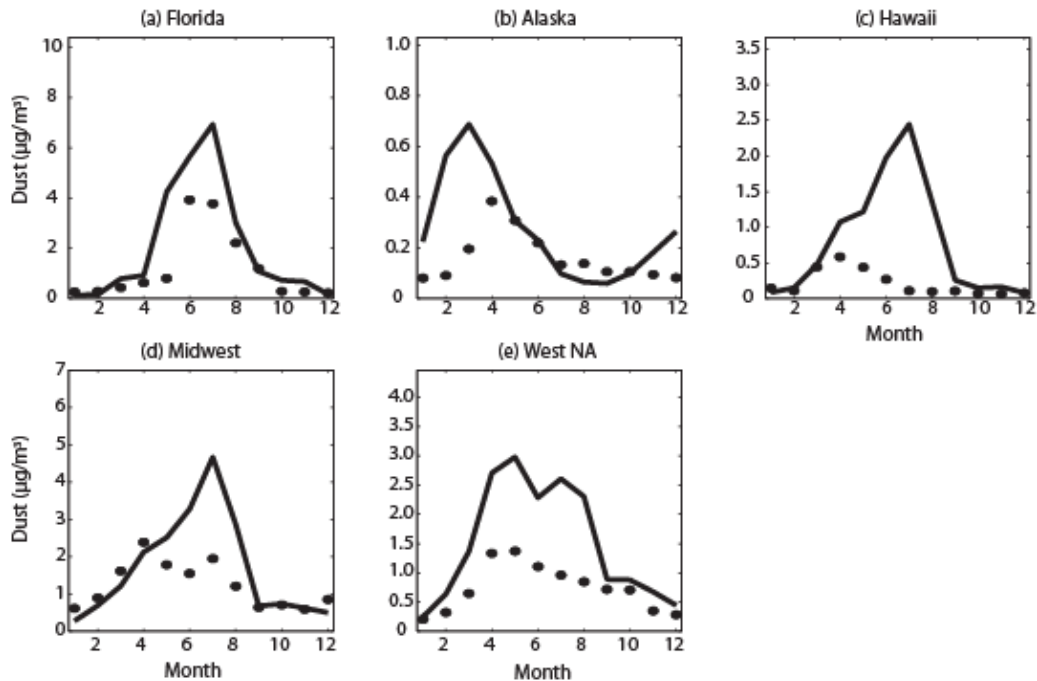 (a) Florida
(b) Alaska
(c) Hawaii
Dust (µg/m³)
10
8
6
4
2
0
2 4 6 8 10 12
1.0
0.8
0.6
0.4
0.2
0
2 4 6 8 10 12
3.5
3.0
2.5
2.0
1.5
1.0
0.5
0
2 4 6 8 10 12
Month
(d) Midwest
(e) West NA
Dust (µg/m³)
7
6
5
4
3
2
1
0
2 4 6 8 10 12
Month
4.0
3.5
3.0
2.5
2.0
1.5
1.0
0.5
0
2 4 6 8 10 12
Month